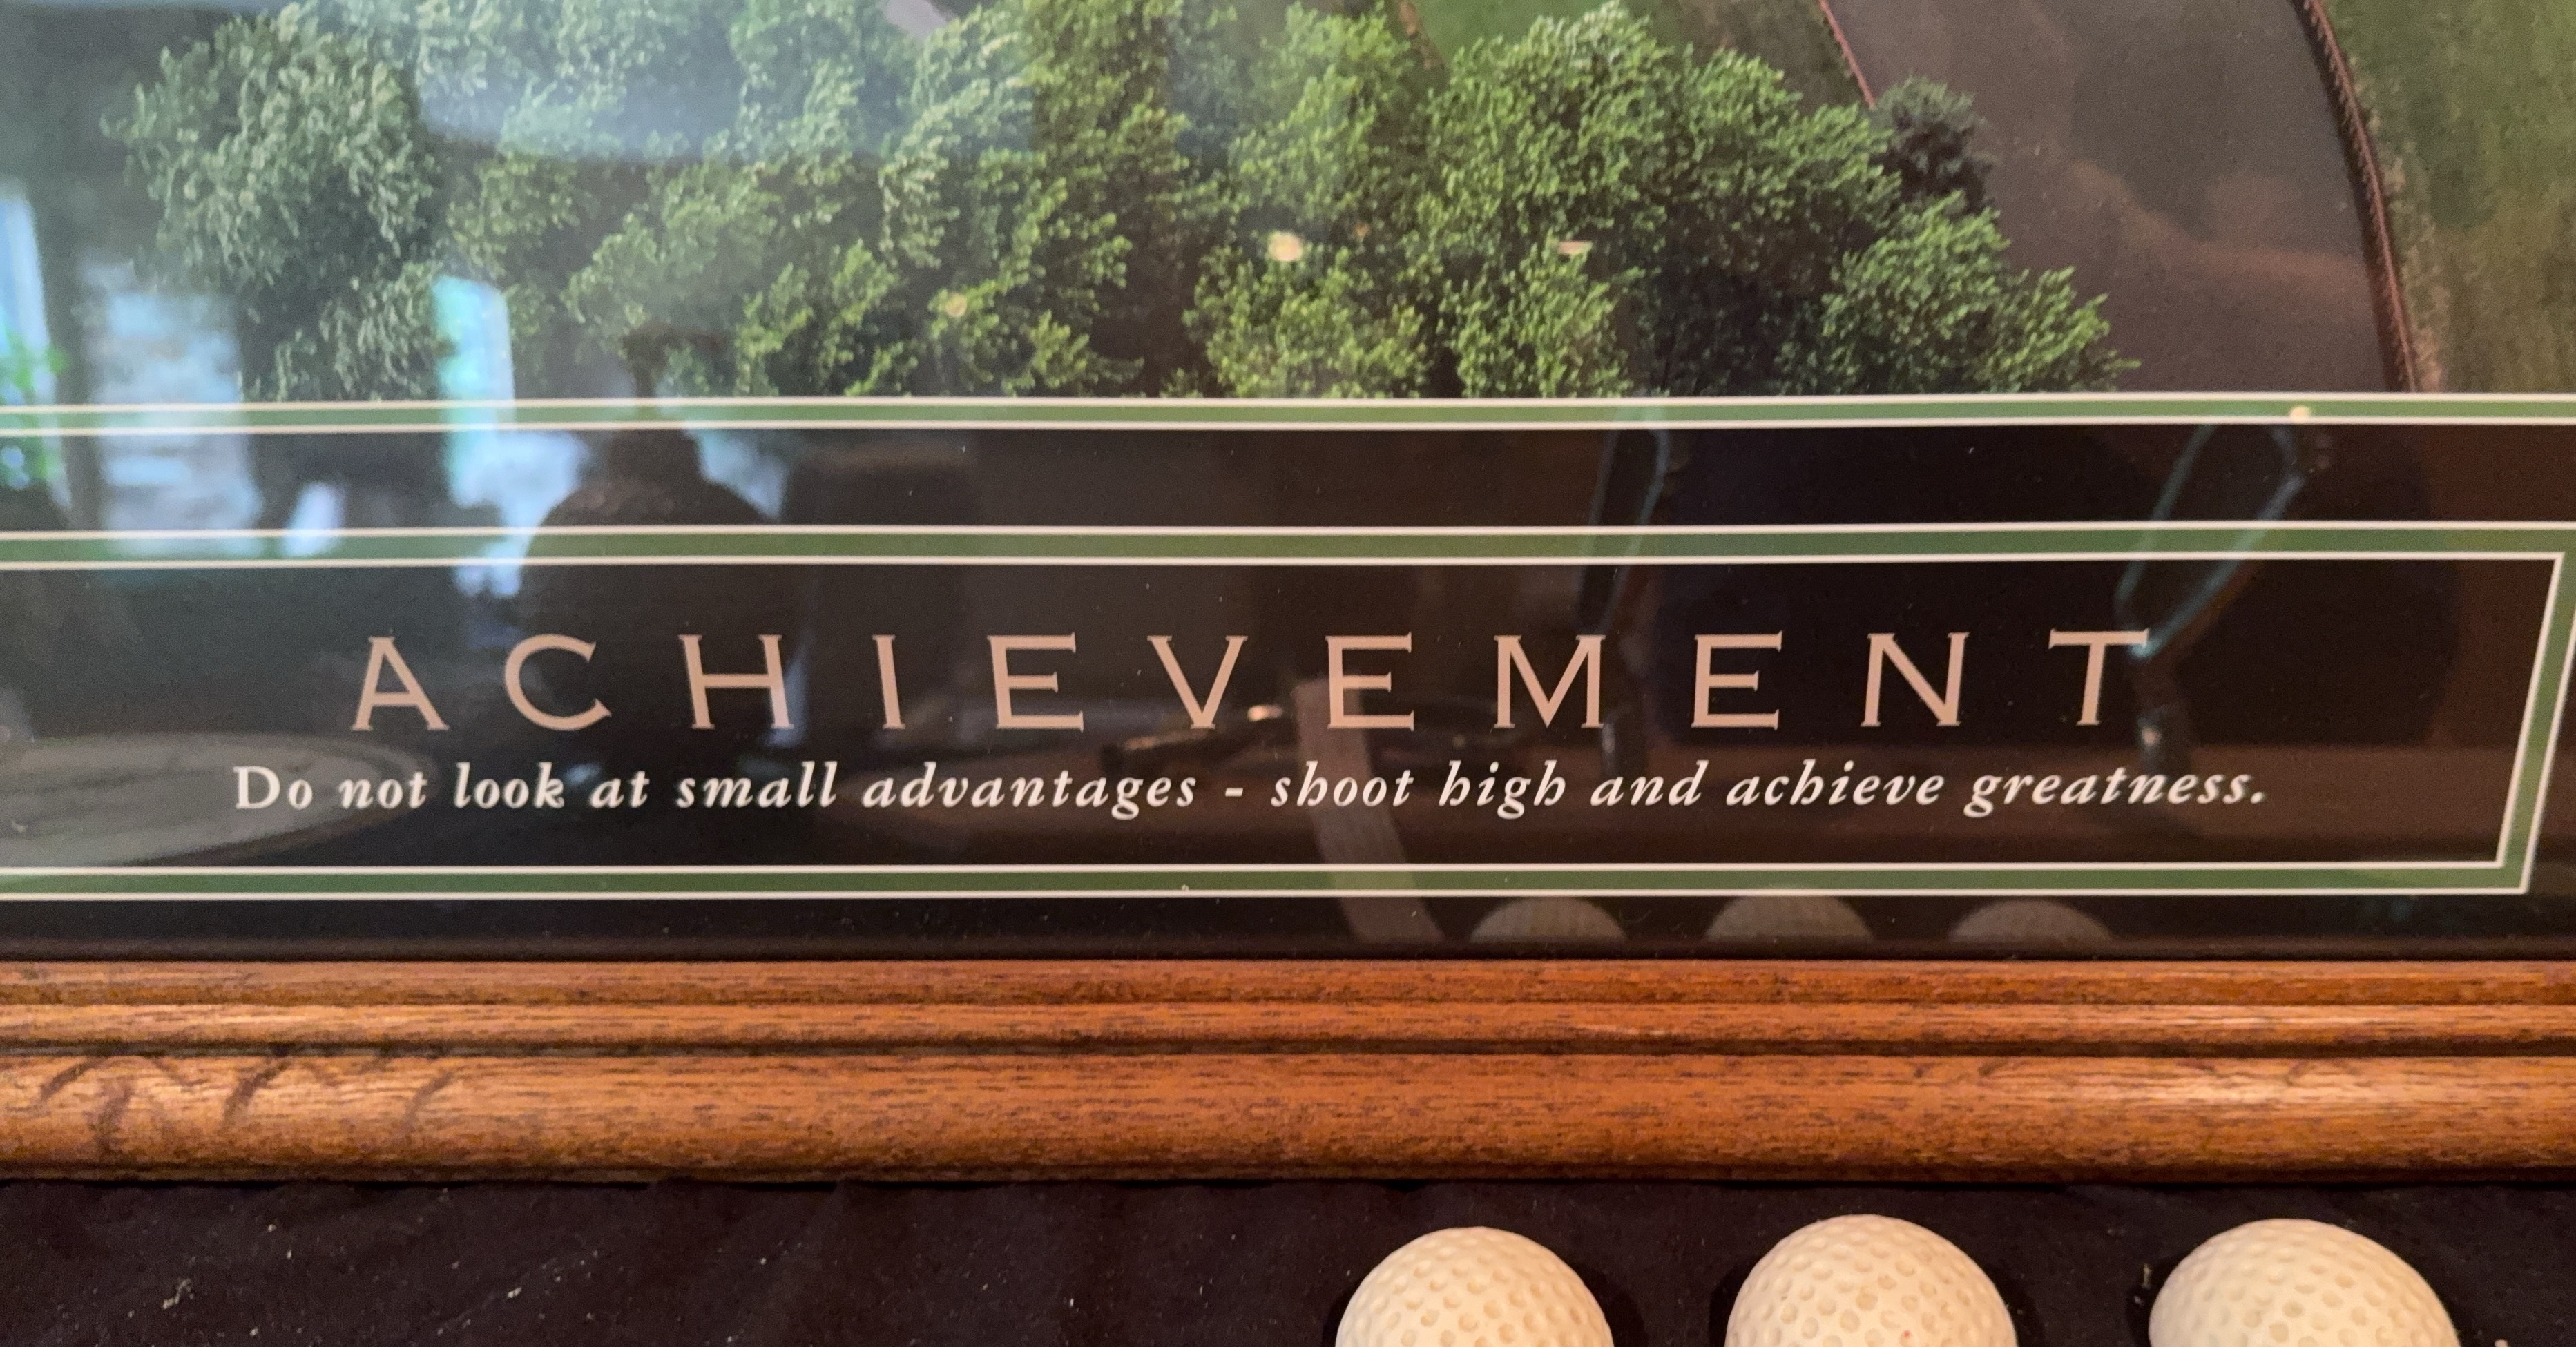 ACHIEVEMENT
Do not look at small advantages - shoot high and achieve greatness.